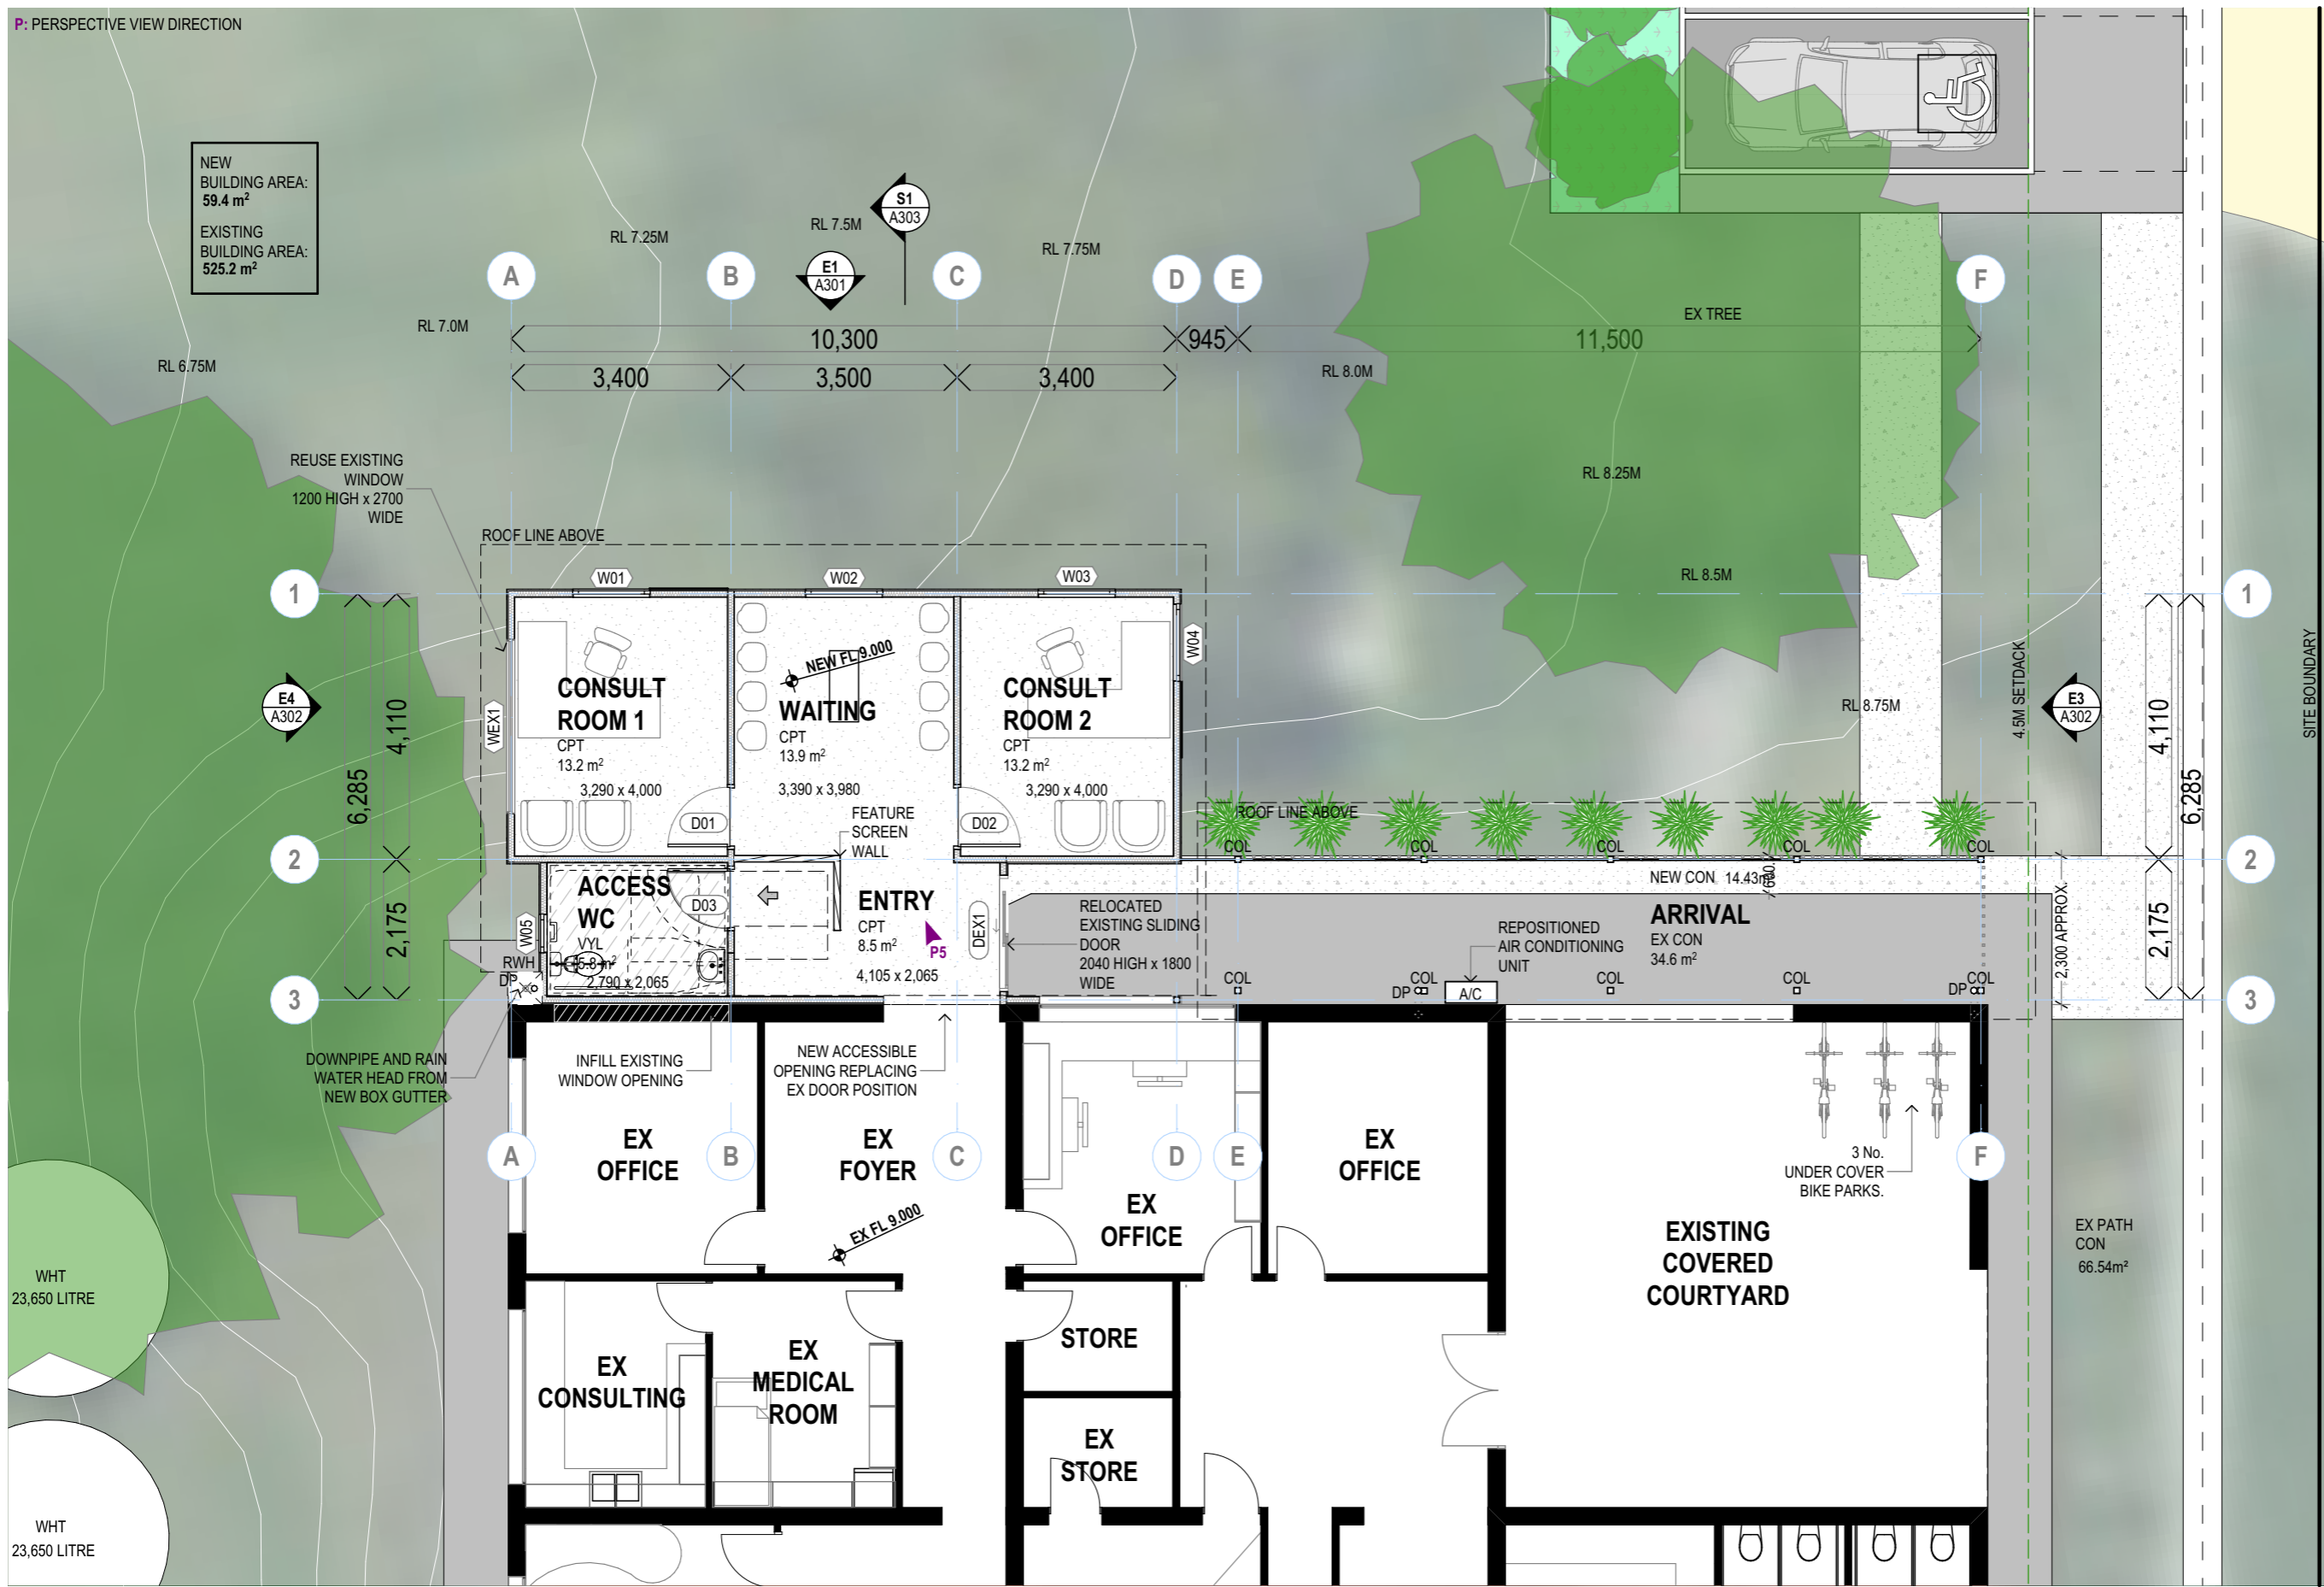 P: PERSPECTIVE VIEW DIRECTION
NEW
BUILDING AREA:
59.4 m²
EXISTING
BUILDING AREA:
525.2 m²
S1
A303
RL 7.5M
RL 7.25M
RL 7.75M
E1
A301
A
B
C
D
E
F
RL 7.0M
EX TREE
10,300
945
11,500
RL 6.75M
3,400
3,500
3,400
RL 8.0M
REUSE EXISTING
WINDOW
1200 HIGH x 2700
WIDE
RL 8.25M
ROOF LINE ABOVE
W01
W02
W03
RL 8.5M
1
1
W04
NEW FL 9.000
CONSULT
ROOM 1
CPT
13.2 m²
3,290 x 4,000
WAITING
CPT
13.9 m²
3,390 x 3,980
CONSULT
ROOM 2
CPT
13.2 m²
3,290 x 4,000
E4
A302
WEX1
4,110
6,285
2,175
RL 8.75M
4.5M SETDACK
E3
A302
SITE BOUNDARY
4,110
6,285
2,175
2,300 APPROX.
D01
D02
FEATURE
SCREEN
WALL
ROOF LINE ABOVE
COL
COL
COL
COL
COL
2
2
ACCESS
WC
VYL
5.8 m²
2,790 x 2,065
D03
W05
RWH
DP
ENTRY
CPT
8.5 m²
4,105 x 2,065
P5
DEX1
RELOCATED
EXISTING SLIDING
DOOR
2040 HIGH x 1800
WIDE
NEW CON 14.43m²
600
ARRIVAL
EX CON
34.6 m²
REPOSITIONED
AIR CONDITIONING
UNIT
COL
COL
COL
COL
COL
DP
A/C
DP
3
3
DOWNPIPE AND RAIN
WATER HEAD FROM
NEW BOX GUTTER
INFILL EXISTING
WINDOW OPENING
NEW ACCESSIBLE
OPENING REPLACING
EX DOOR POSITION
A
B
C
D
E
F
EX
OFFICE
EX
FOYER
EX FL 9.000
EX
OFFICE
EX
OFFICE
3 No.
UNDER COVER
BIKE PARKS.
EXISTING
COVERED
COURTYARD
EX PATH
CON
66.54m²
WHT
23,650 LITRE
EX
CONSULTING
EX
MEDICAL
ROOM
STORE
EX
STORE
WHT
23,650 LITRE